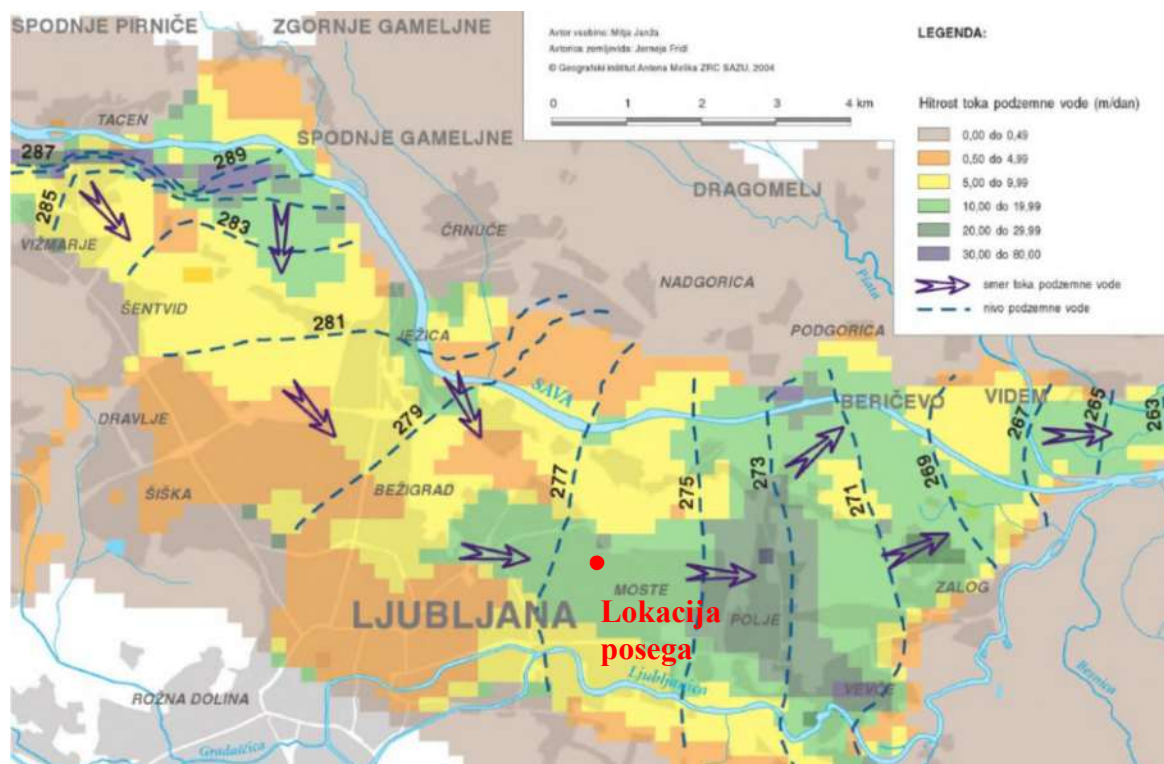 SPODNJE PIRNIČE
ZGORNJE GAMELJNE
Avtor vsebine: Mitja Janža
Avtorica zemljevida: Jerneja Fridl
© Geografski inštitut Antona Melika ZRC SAZU, 2004
0 1 2 3 4 km
LEGENDA:
Hitrost toka podzemne vode (m/dan)
0,00 do 0,49
0,50 do 4,99
5,00 do 9,99
10,00 do 19,99
20,00 do 29,99
30,00 do 80,00
smer toka podzemne vode
nivo podzemne vode
TACEN
SPODNJE GAMELJNE
287
289
285
283
DRAGOMELJ
VIŽMARJE
ČRNUČE
NADGORICA
Pšata
ŠENTVID
281
JEŽICA
PODGORICA
SAVA
BERIČEVO
VIDEM
267
265
263
DRAVLJE
279
277
275
273
271
269
ŠIŠKA
BEŽIGRAD
MOSTE
ZALOG
LJUBLJANA
Lokacija
posega
POLJE
Ljubljanica
VEVČE
Besnica
ROŽNA DOLINA
Gradaščica